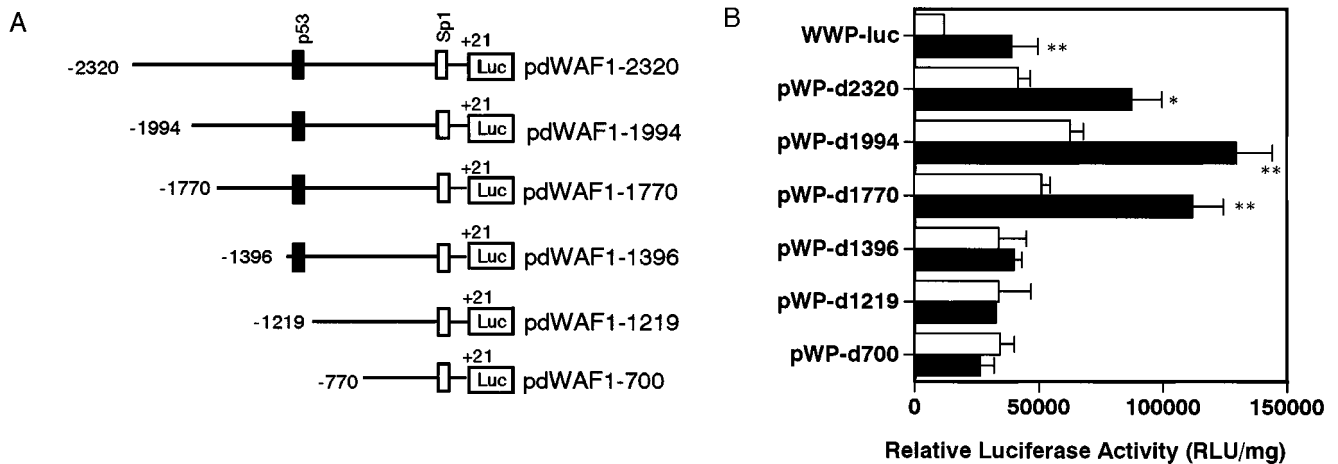 A
p53
Sp1
+21
-2320
Luc
pdWAF1-2320
+21
-1994
Luc
pdWAF1-1994
+21
-1770
Luc
pdWAF1-1770
+21
-1396
Luc
pdWAF1-1396
+21
-1219
Luc
pdWAF1-1219
+21
-770
Luc
pdWAF1-700
B
WWP-luc
**
pWP-d2320
*
pWP-d1994
**
pWP-d1770
**
pWP-d1396
pWP-d1219
pWP-d700
0 50000 100000 150000
Relative Luciferase Activity (RLU/mg)